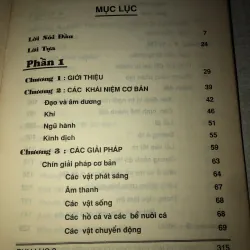 MỤC LỤC
Lời Nói Đầu 7
Lời Tựa 24
Phần 1
Chương 1 : GIỚI THIỆU 29
Chương 2 : CÁC KHÁI NIỆM CƠ BẢN 39
Đạo và âm dương 42
Khí 46
Ngũ hành 51
Kinh dịch 55
Chương 3 : CÁC GIẢI PHÁP 59
Chín giải pháp cơ bản 63
Các vật phát sáng 64
Âm thanh 67
Các vật sống 68
Các hồ cá và các bể nuôi cá 69
Các vật chuyển động 69
315